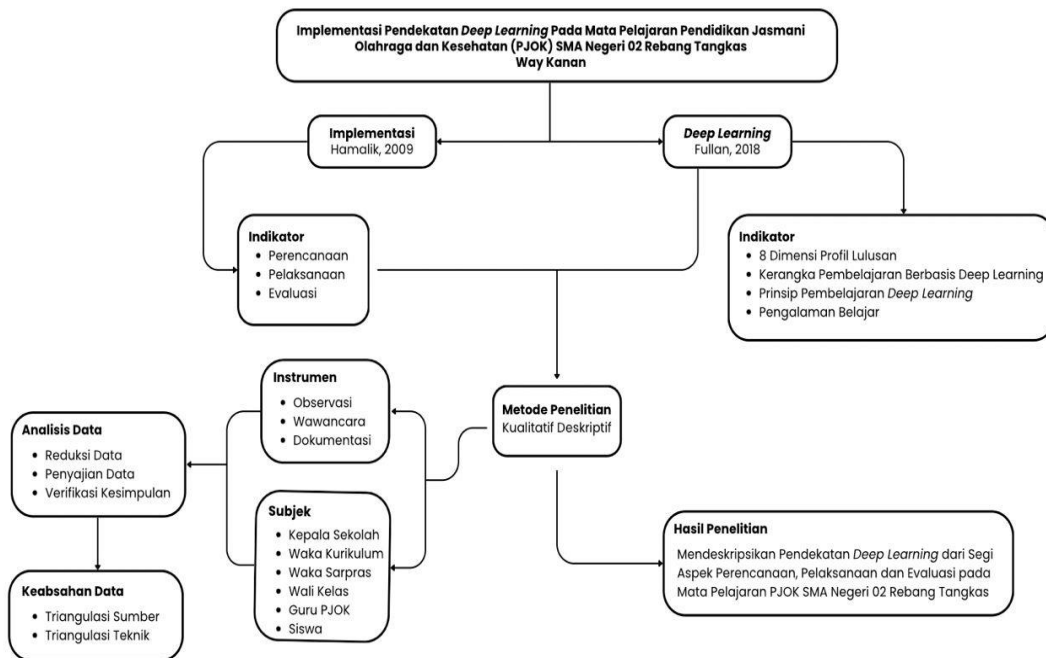 Implementasi Pendekatan Deep Learning Pada Mata Pelajaran Pendidikan Jasmani
Olahraga dan Kesehatan (PJOK) SMA Negeri 02 Rebang Tangkas
Way Kanan
Implementasi
Hamalik, 2009
Deep Learning
Fullan, 2018
Indikator
• Perencanaan
• Pelaksanaan
• Evaluasi
Indikator
• 8 Dimensi Profil Lulusan
• Kerangka Pembelajaran Berbasis Deep Learning
• Prinsip Pembelajaran Deep Learning
• Pengalaman Belajar
Instrumen
• Observasi
• Wawancara
• Dokumentasi
Metode Penelitian
Kualitatif Deskriptif
Analisis Data
• Reduksi Data
• Penyajian Data
• Verifikasi Kesimpulan
Subjek
• Kepala Sekolah
• Waka Kurikulum
• Waka Sarpras
• Wali Kelas
• Guru PJOK
• Siswa
Hasil Penelitian
Mendeskripsikan Pendekatan Deep Learning dari Segi
Aspek Perencanaan, Pelaksanaan dan Evaluasi pada
Mata Pelajaran PJOK SMA Negeri 02 Rebang Tangkas
Keabsahan Data
• Triangulasi Sumber
• Triangulasi Teknik